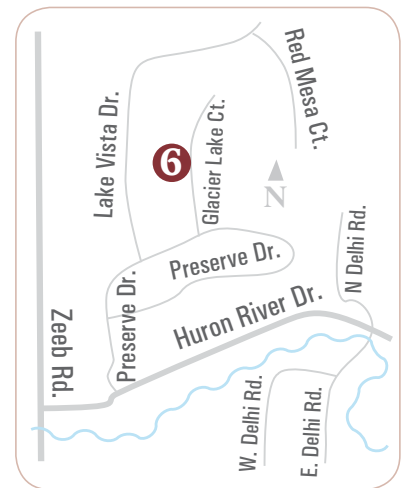 Red Mesa Ct.
Lake Vista Dr.
Glacier Lake Ct.
6
N
N Delhi Rd.
Preserve Dr.
Preserve Dr.
Huron River Dr.
Zeeb Rd.
W. Delhi Rd.
E. Delhi Rd.